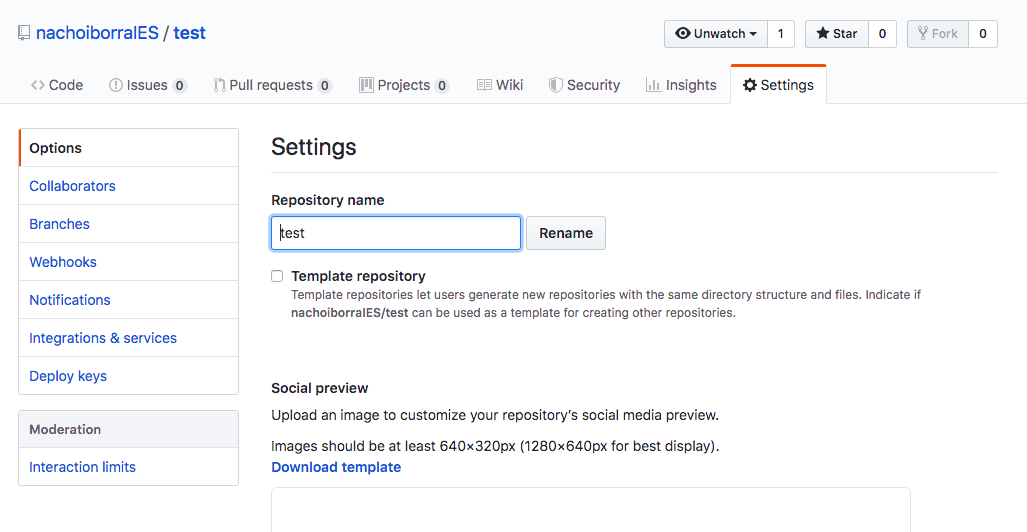 nachoiborraIES / test
Unwatch 1 Star 0 Fork 0
Code Issues 0 Pull requests 0 Projects 0 Wiki Security Insights Settings
Options
Collaborators
Branches
Webhooks
Notifications
Integrations & services
Deploy keys
Moderation
Interaction limits
Settings
Repository name
test Rename
Template repository
Template repositories let users generate new repositories with the same directory structure and files. Indicate if
nachoiborraIES/test can be used as a template for creating other repositories.
Social preview
Upload an image to customize your repository's social media preview.
Images should be at least 640×320px (1280×640px for best display).
Download template